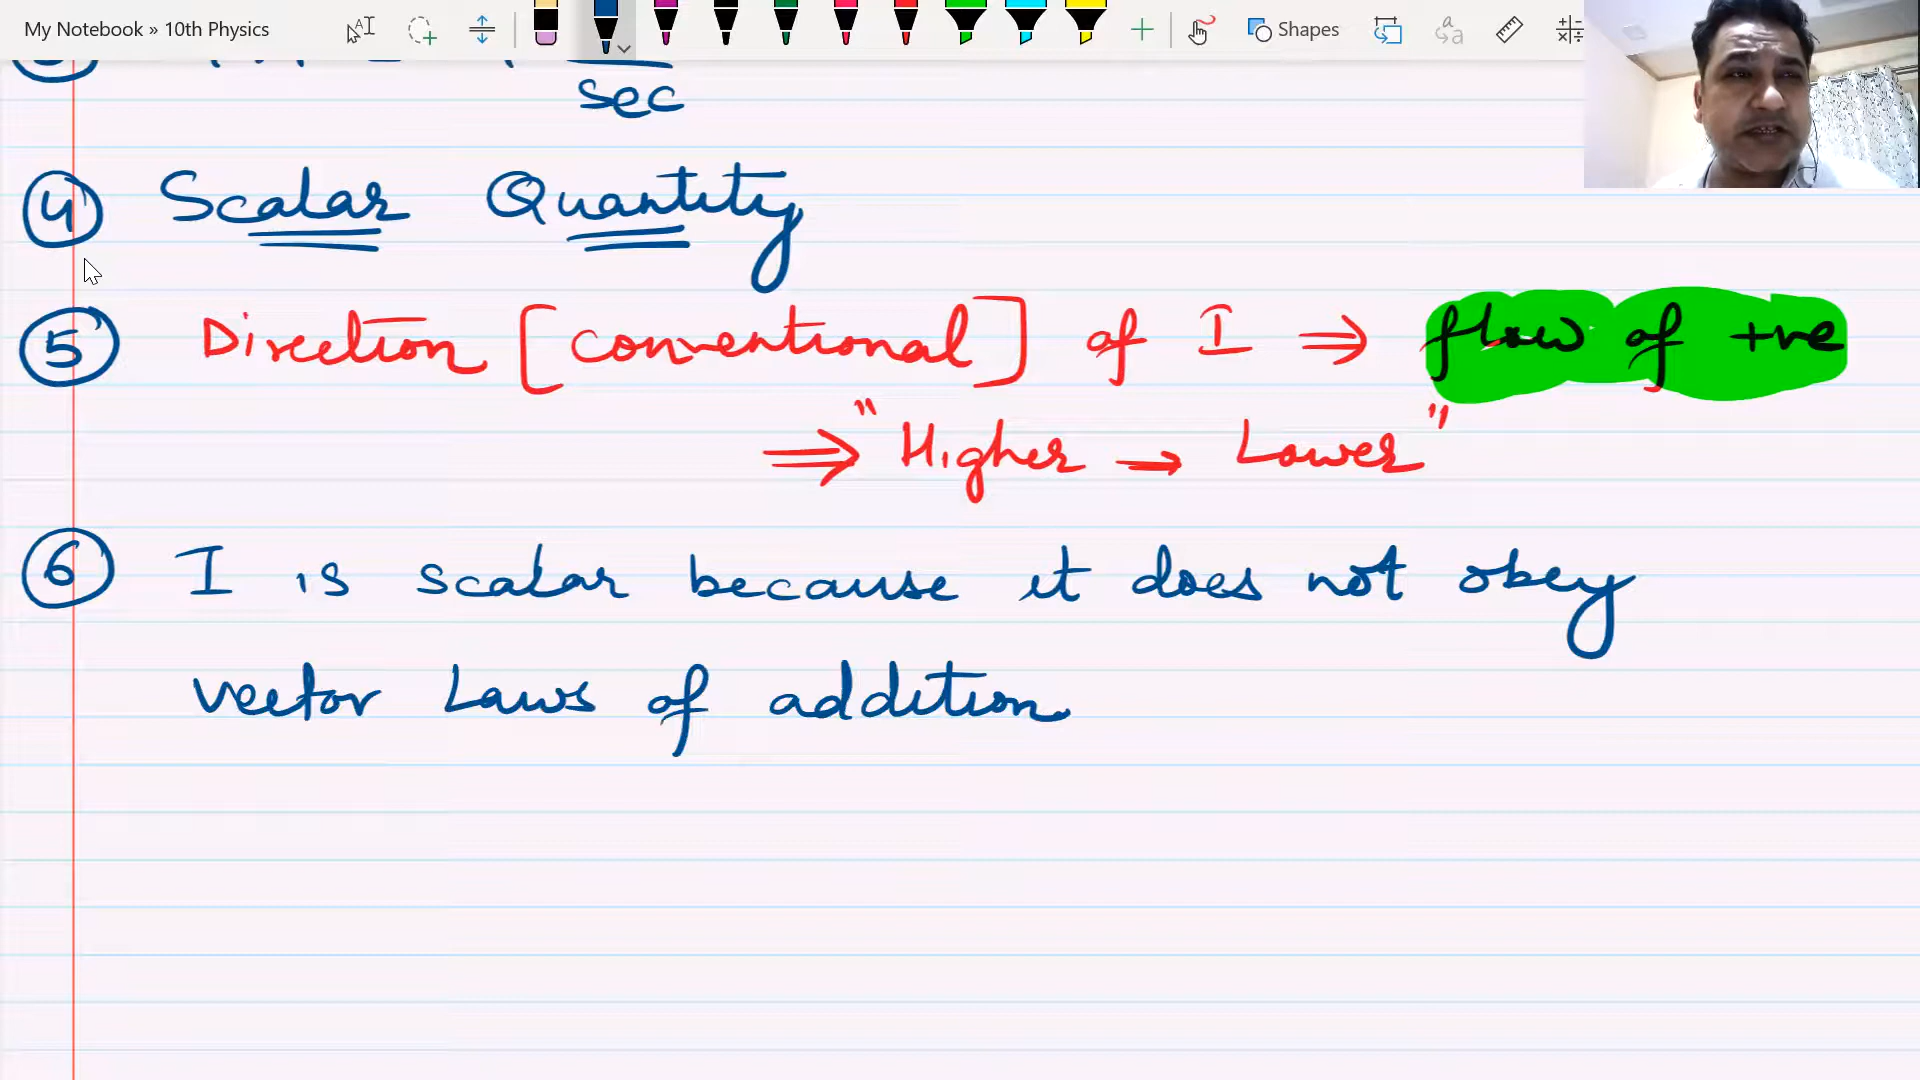 My Notebook » 10th Physics
Shapes
sec
④ Scalar Quantity
⑤ Direction [conventional] of I ⇒ flow of +ve
⇒ "Higher → Lower"
⑥ I is scalar because it does not obey
vector Laws of addition